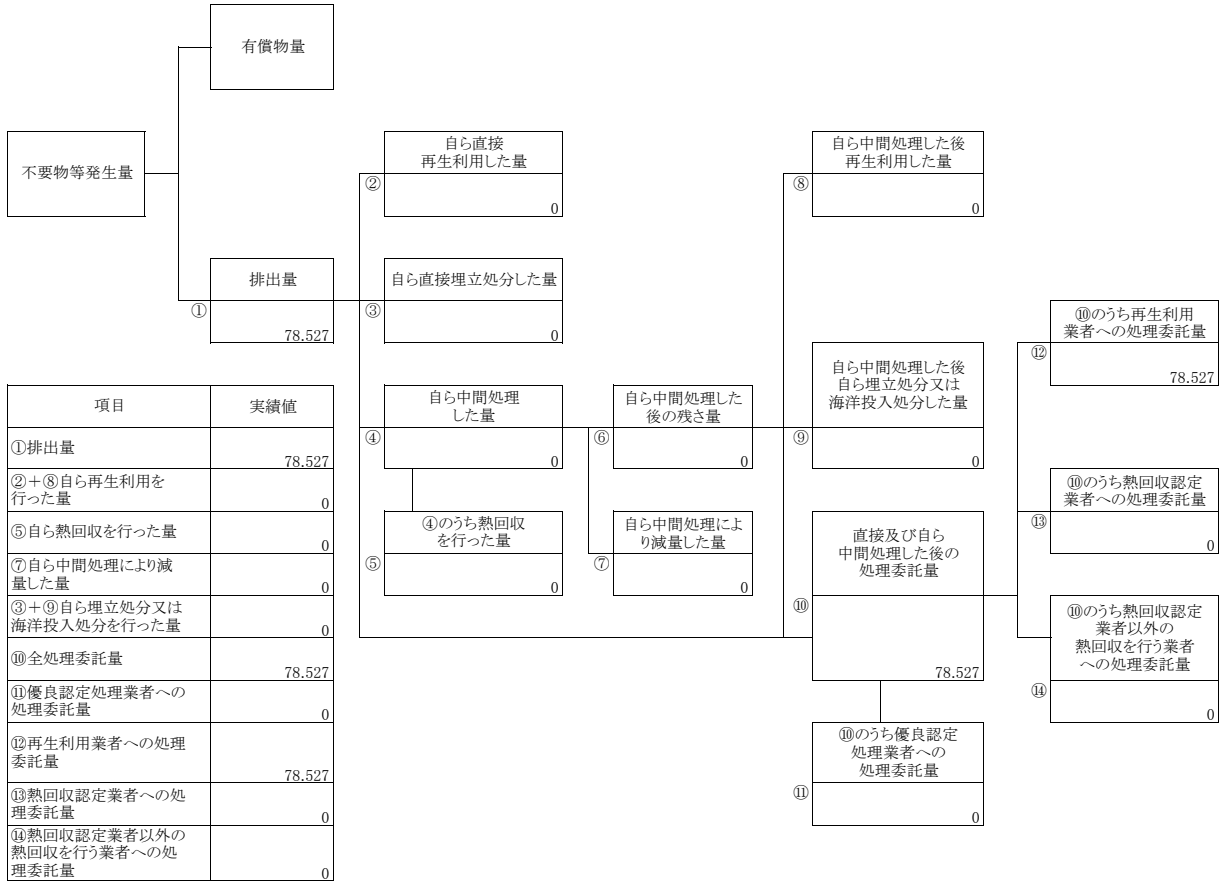 有償物量
不要物等発生量
自ら直接
再生利用した量
②
0
自ら中間処理した後
再生利用した量
⑧
0
排出量
①
78.527
自ら直接埋立処分した量
③
0
⑩のうち再生利用
業者への処理委託量
⑫
78.527
自ら中間処理
した量
④
0
自ら中間処理した
後の残さ量
⑥
0
自ら中間処理した後
自ら埋立処分又は
海洋投入処分した量
⑨
0
⑩のうち熱回収認定
業者への処理委託量
⑬
0
④のうち熱回収
を行った量
⑤
0
自ら中間処理によ
り減量した量
⑦
0
直接及び自ら
中間処理した後の
処理委託量
⑩
78.527
⑩のうち熱回収認定
業者以外の
熱回収を行う業者
への処理委託量
⑭
0
⑩のうち優良認定
処理業者への
処理委託量
⑪
0
項目 実績値
①排出量
78.527
②＋⑧自ら再生利用を
行った量
0
⑤自ら熱回収を行った量
0
⑦自ら中間処理により減
量した量
0
③＋⑨自ら埋立処分又は
海洋投入処分を行った量
0
⑩全処理委託量
78.527
⑪優良認定処理業者への
処理委託量
0
⑫再生利用業者への処理
委託量
78.527
⑬熱回収認定業者への処
理委託量
0
⑭熱回収認定業者以外の
熱回収を行う業者への処
理委託量
0